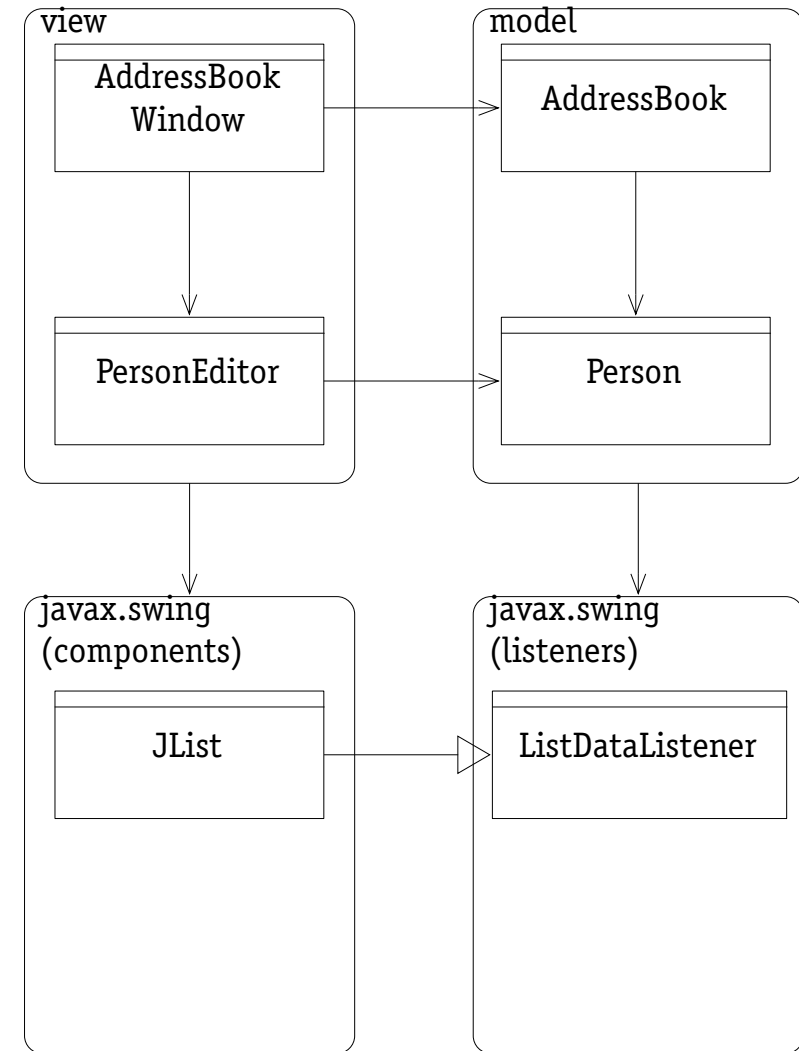 view
AddressBook
Window
PersonEditor
model
AddressBook
Person
javax.swing
(components)
JList
javax.swing
(listeners)
ListDataListener